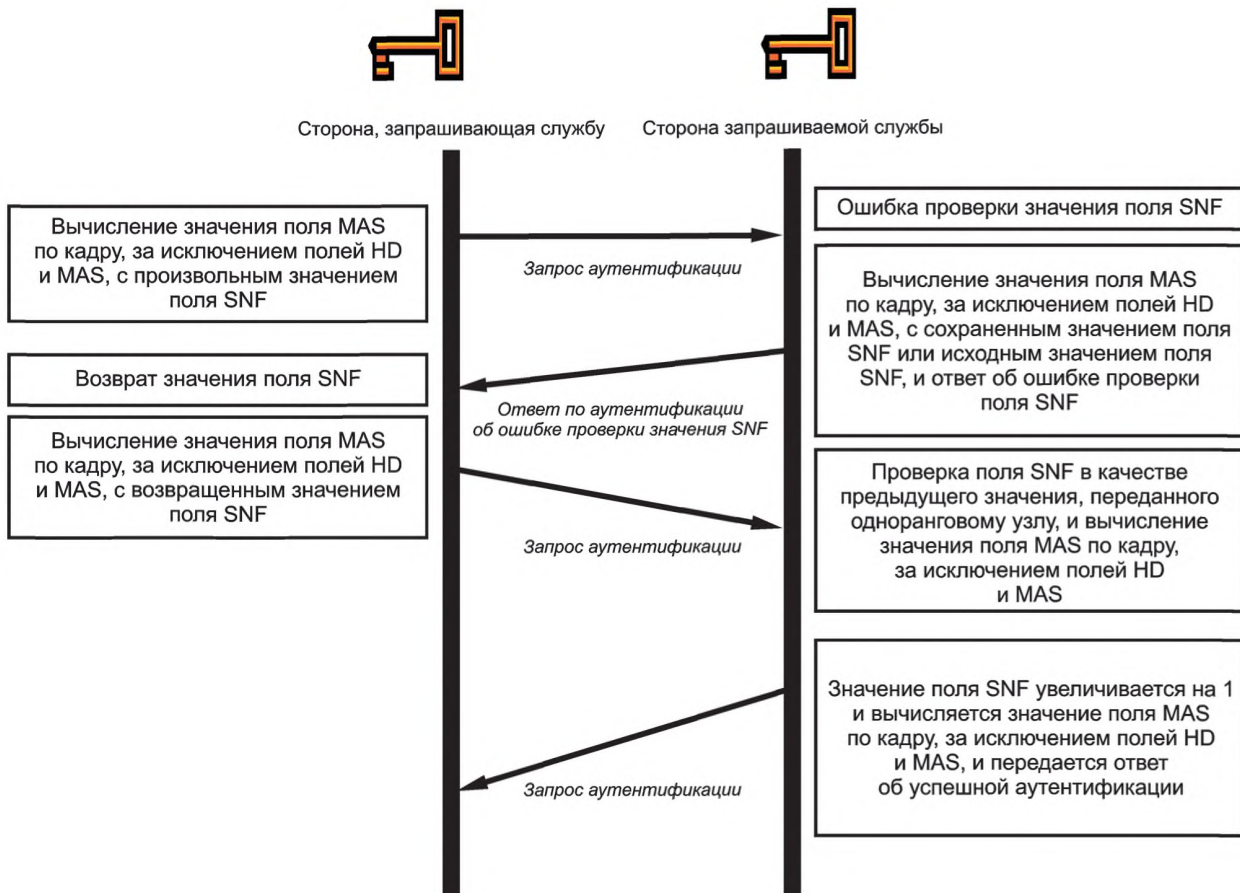 Сторона, запрашивающая службу
Сторона запрашиваемой службы
Вычисление значения поля MAS
по кадру, за исключением полей HD
и MAS, с произвольным значением
поля SNF
Запрос аутентификации
Ошибка проверки значения поля SNF
Вычисление значения поля MAS
по кадру, за исключением полей HD
и MAS, с сохраненным значением поля
SNF или исходным значением поля
SNF, и ответ об ошибке проверки
поля SNF
Возврат значения поля SNF
Ответ по аутентификации
об ошибке проверки значения SNF
Вычисление значения поля MAS
по кадру, за исключением полей HD
и MAS, с возвращенным значением
поля SNF
Запрос аутентификации
Проверка поля SNF в качестве
предыдущего значения, переданного
одноранговому узлу, и вычисление
значения поля MAS по кадру,
за исключением полей HD
и MAS
Значение поля SNF увеличивается на 1
и вычисляется значение поля MAS
по кадру, за исключением полей HD
и MAS, и передается ответ
об успешной аутентификации
Запрос аутентификации